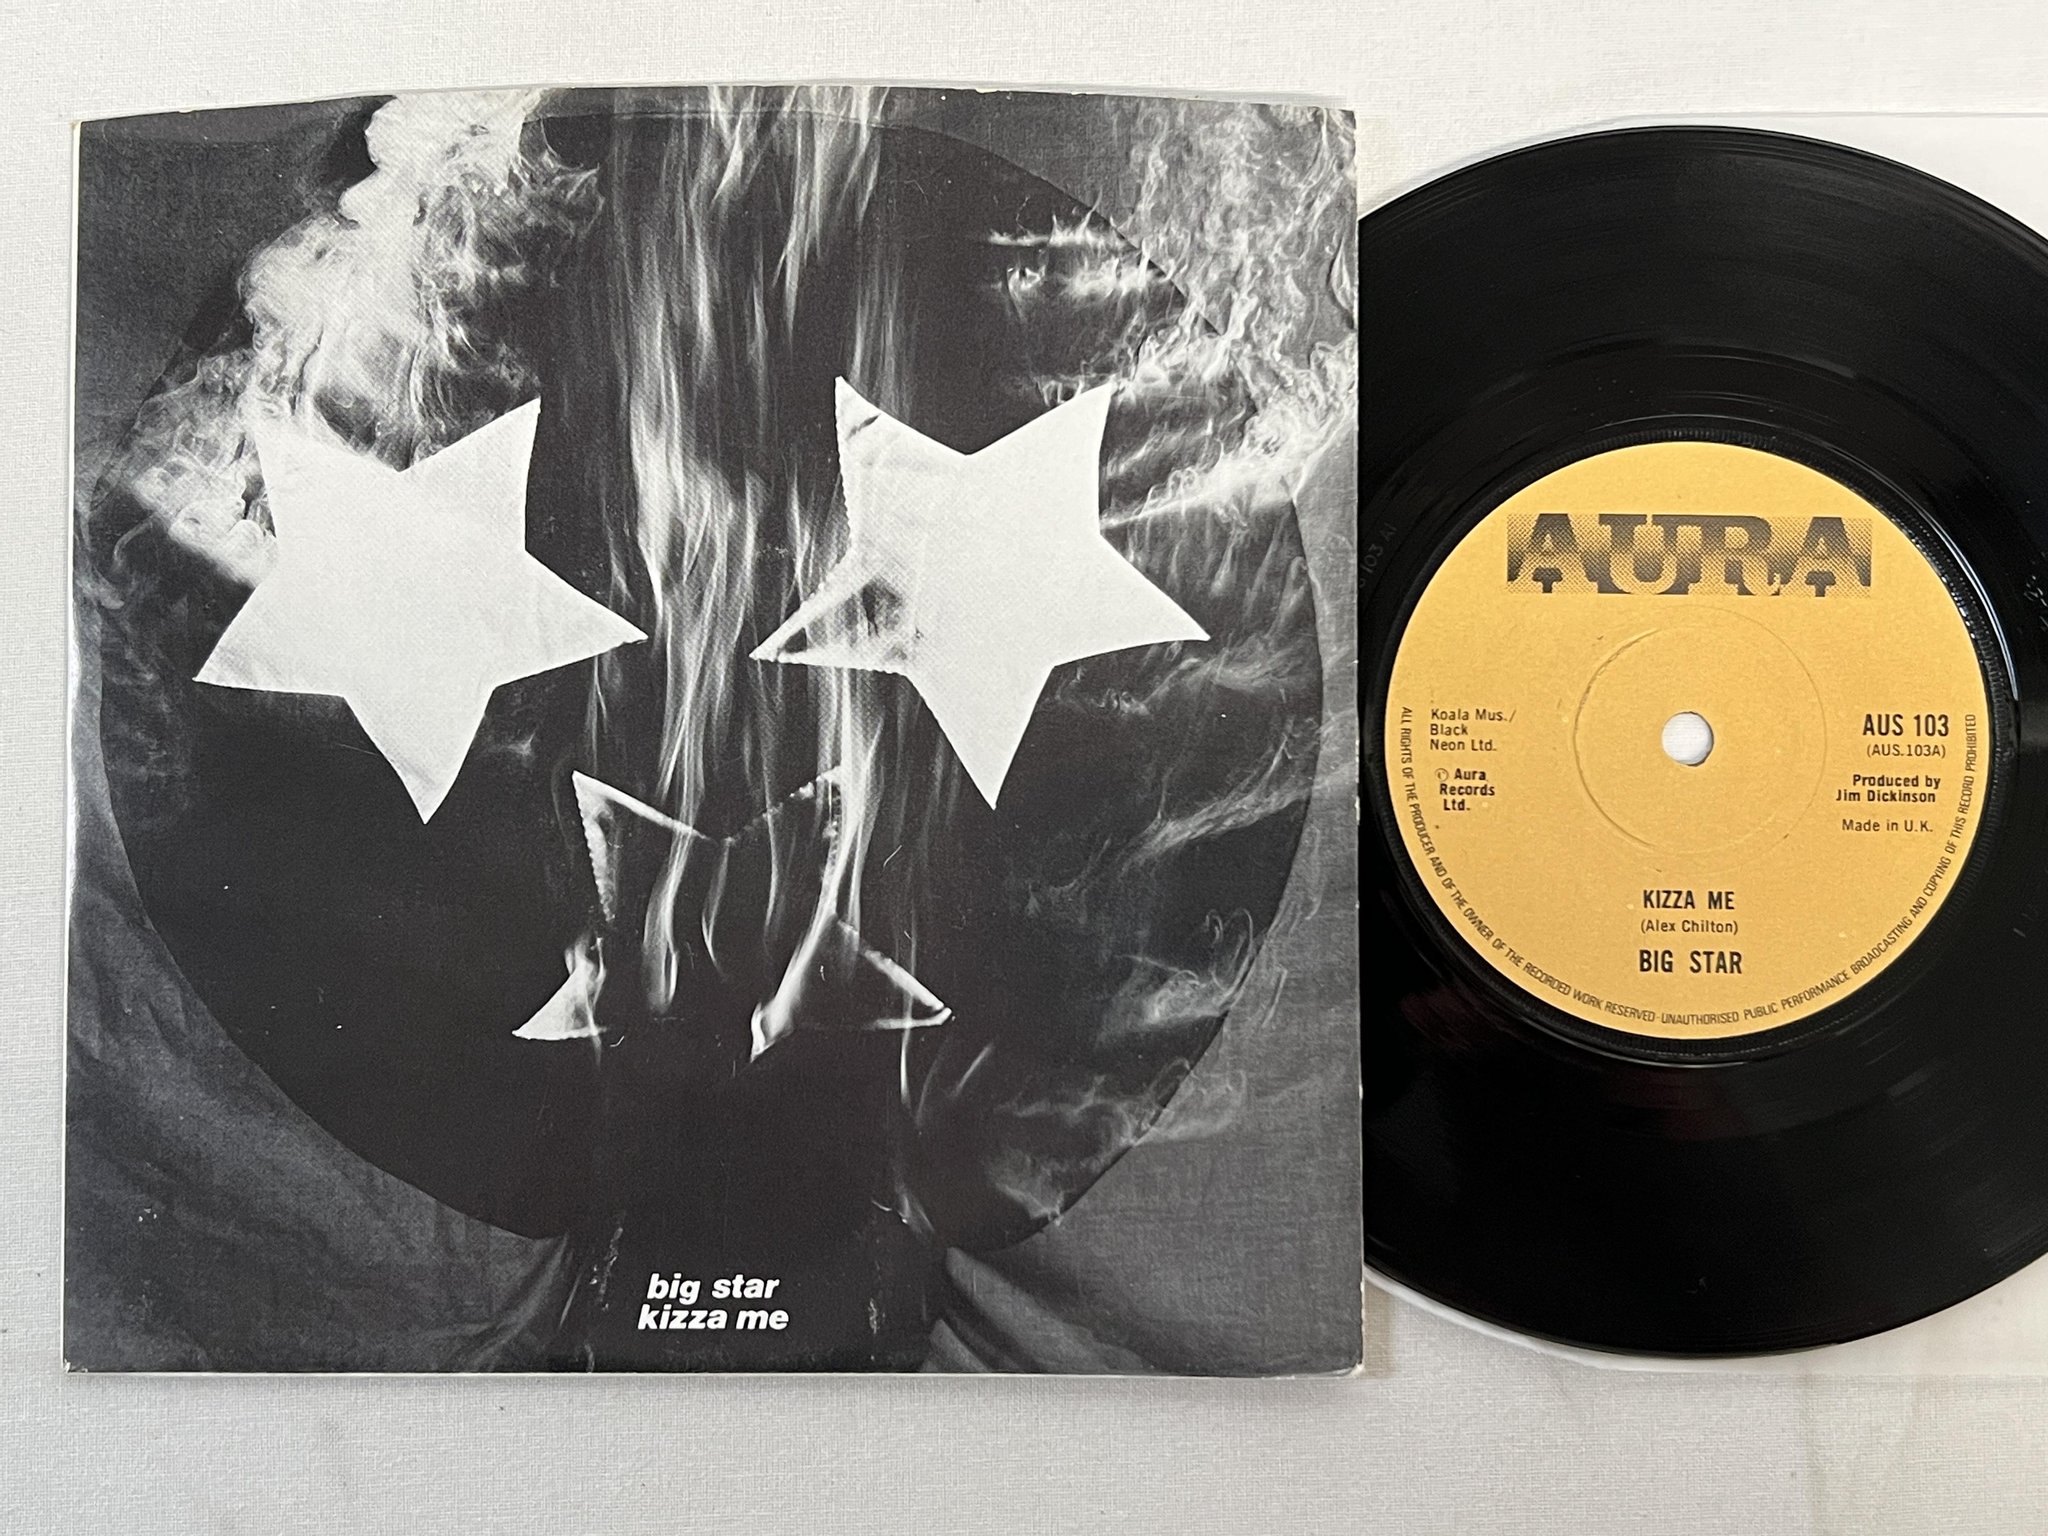 big star
kizza me
AURA
Koala Mus./
Black
Neon Ltd.
Ⓟ Aura
Records
Ltd.
AUS 103
(AUS.103A)
Produced by
Jim Dickinson
Made in U.K.
KIZZA ME
(Alex Chilton)
BIG STAR
ALL RIGHTS OF THE PRODUCER AND OF THE OWNER OF THE RECORDED WORK RESERVED-UNAUTHORISED PUBLIC PERFORMANCE BROADCASTING AND COPYING OF THIS RECORD PROHIBITED